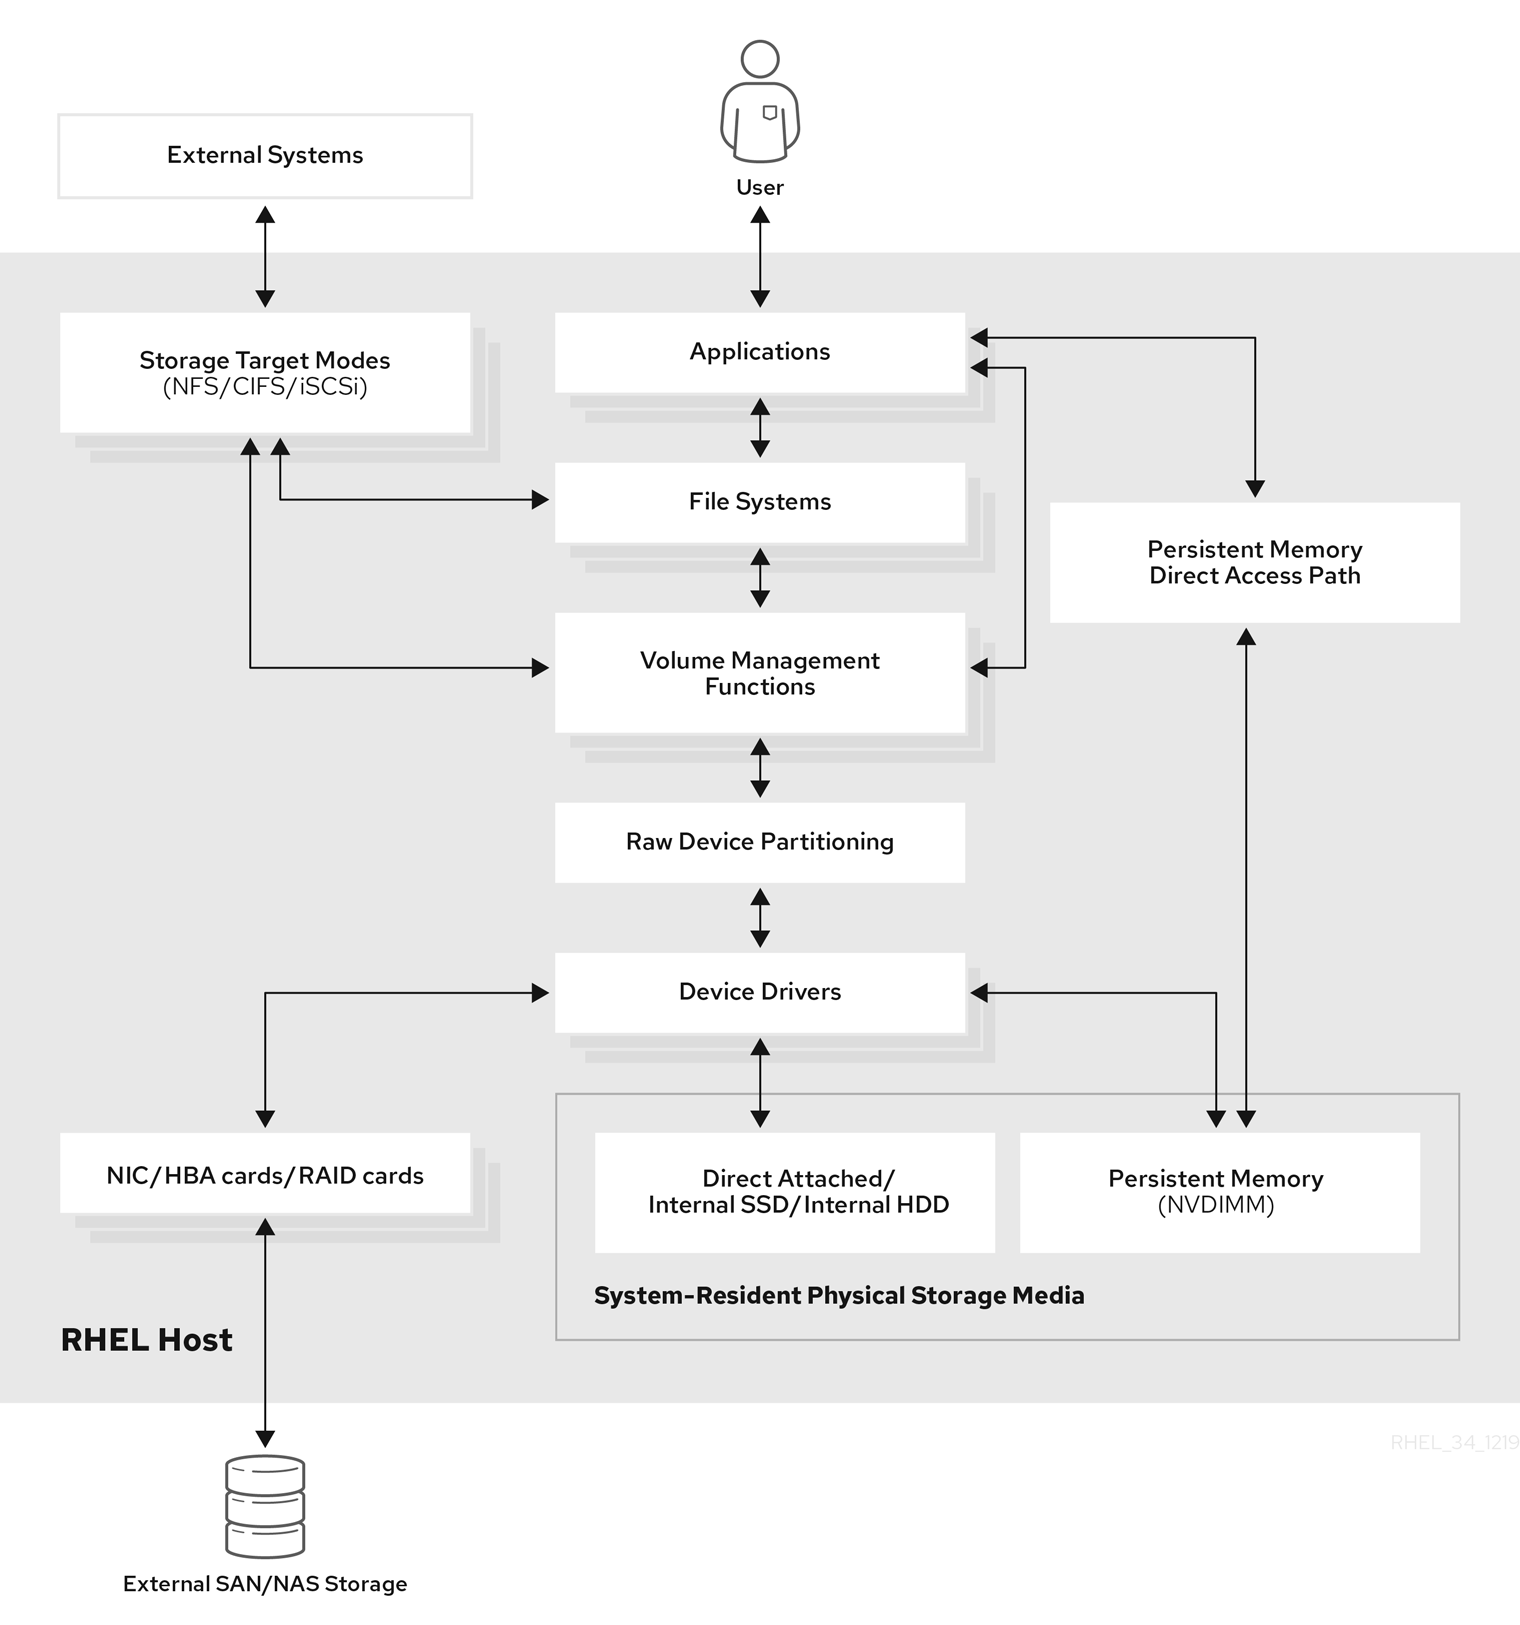 External Systems
User
Storage Target Modes
(NFS/CIFS/iSCSi)
Applications
File Systems
Persistent Memory
Direct Access Path
Volume Management
Functions
Raw Device Partitioning
Device Drivers
NIC/HBA cards/RAID cards
Direct Attached/
Internal SSD/Internal HDD
Persistent Memory
(NVDIMM)
System-Resident Physical Storage Media
RHEL Host
RHEL_34_1219
External SAN/NAS Storage